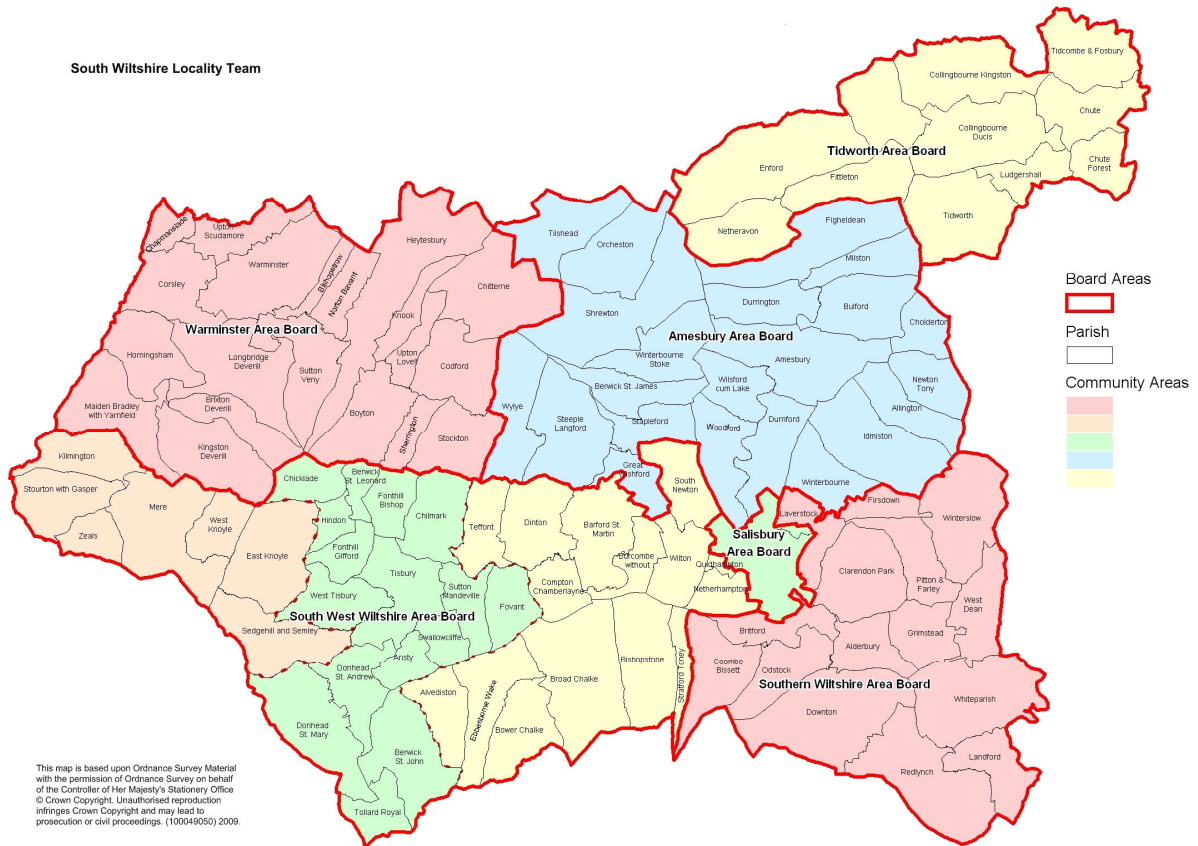 South Wiltshire Locality Team
Tidcombe & Fosbury
Collingbourne Kingston
Chute
Collingbourne
Ducis
Tidworth Area Board
Chute
Forest
Enford
Fittleton
Ludgershall
Netheravon
Tidworth
Chapmanslade
Upton
Scudamore
Warminster
Bishopstrow
Norton Bavant
Heytesbury
Corsley
Chitterne
Knook
Warminster Area Board
Horningsham
Longbridge
Deverill
Sutton
Veny
Upton
Lovell
Codford
Maiden Bradley
with Yarnfield
Brixton
Deverill
Boyton
Sherrington
Stockton
Kingston
Deverill
Tilshead
Orcheston
Figheldean
Milston
Shrewton
Durrington
Bulford
Cholderton
Amesbury Area Board
Winterbourne
Stoke
Amesbury
Berwick St. James
Wilsford
cum Lake
Newton
Tony
Wylye
Steeple
Langford
Stapleford
Woodford
Durnford
Allington
Idmiston
Great
Wishford
Winterbourne
Board Areas
Parish
Community Areas
Kilmington
Stourton with Gasper
Mere
West
Knoyle
Zeals
East Knoyle
Sedgehill and Semley
Chicklade
Berwick
St. Leonard
Fonthill
Bishop
Hindon
Chilmark
Fonthill
Gifford
Tisbury
West Tisbury
Sutton
Mandeville
Fovant
South West Wiltshire Area Board
Swallowcliffe
Ansty
Donhead
St. Andrew
Donhead
St. Mary
Berwick
St. John
Tollard Royal
Teffont
Dinton
Barford St.
Martin
South
Newton
Burcombe
without
Wilton
Quidhampton
Netherhampton
Compton
Chamberlayne
Alvediston
Ebbesborne Wake
Broad Chalke
Bower Chalke
Bishopstone
Stratford Toney
Salisbury
Area Board
Laverstock
Firsdown
Winterslow
Clarendon Park
Pitton &
Farley
West
Dean
Britford
Alderbury
Grimstead
Coombe
Bissett
Odstock
Southern Wiltshire Area Board
Downton
Whiteparish
Redlynch
Landford
This map is based upon Ordnance Survey Material
with the permission of Ordnance Survey on behalf
of the Controller of Her Majesty's Stationery Office
© Crown Copyright. Unauthorised reproduction
infringes Crown Copyright and may lead to
prosecution or civil proceedings. (100049050) 2009.